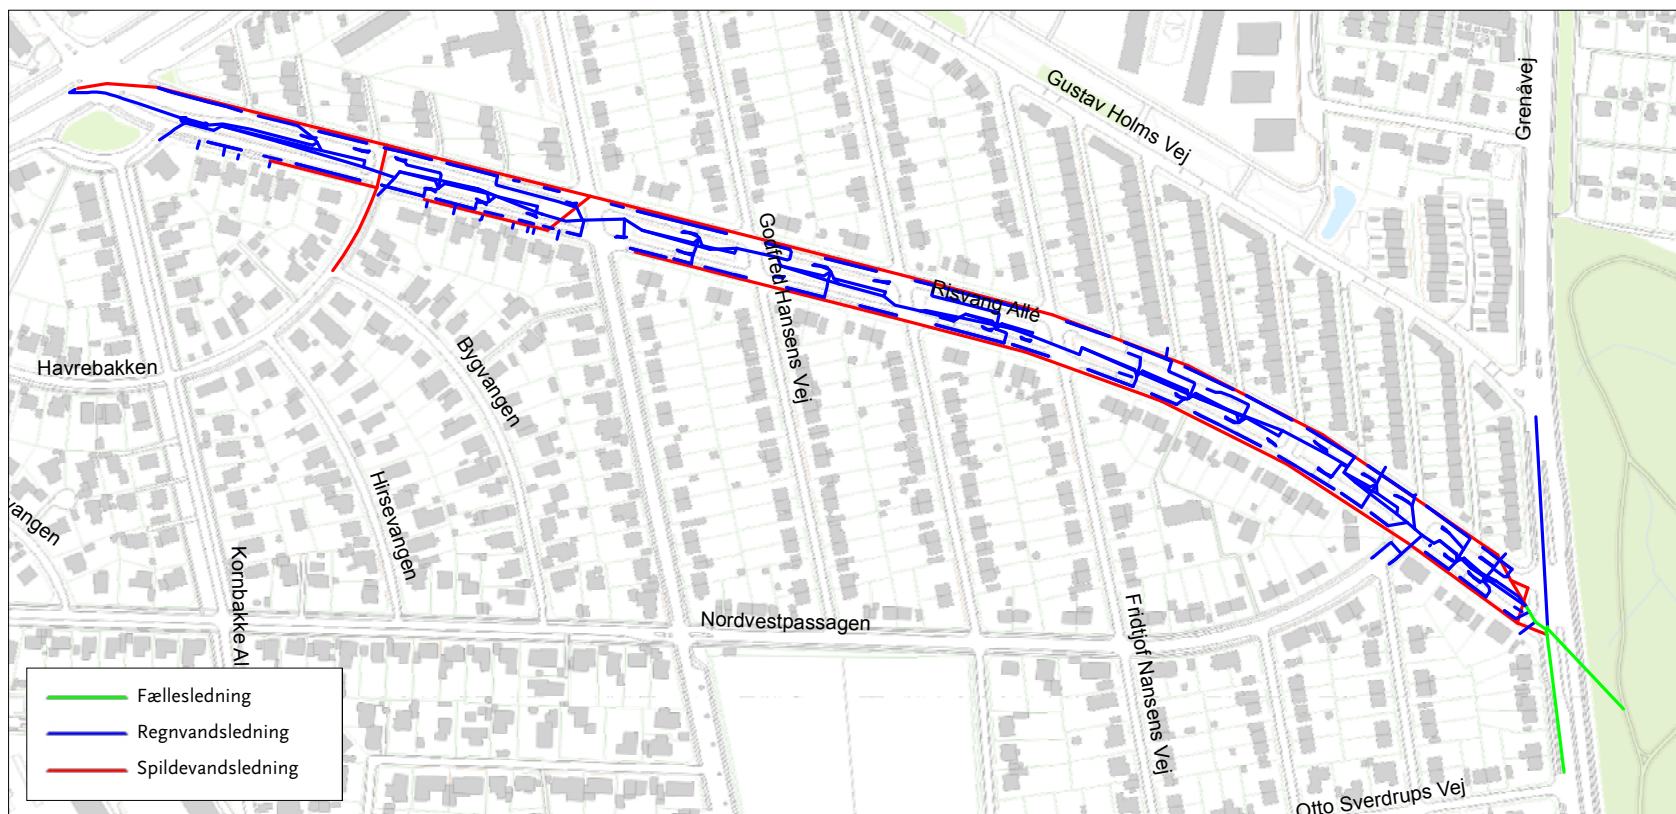 Gustav Holms Vej
Grenåvej
Godfred Hansens Vej
Risvang Allé
Havrebakken
Bygvangen
Hirsevangen
vangen
Kornbakke Al
Nordvestpassagen
Fridtjof Nansens Vej
Otto Sverdrups Vej
Fællesledning
Regnvandsledning
Spildevandsledning